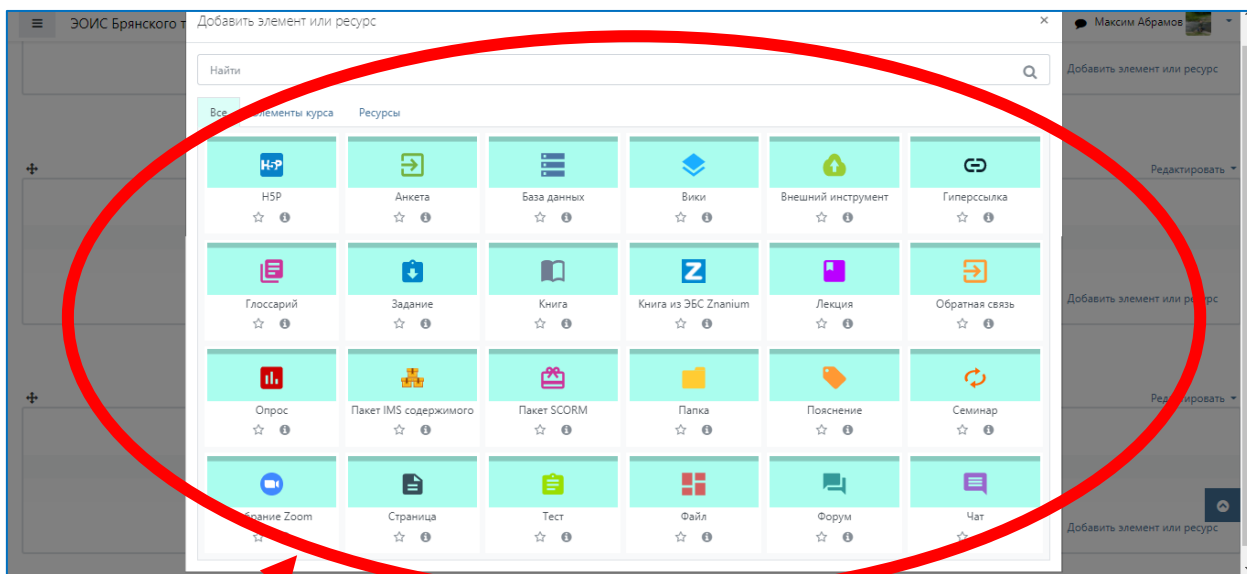 ЭОИС Брянского т
Добавить элемент или ресурс
×
Максим Абрамов
Найти
Добавить элемент или ресурс
Все
элементы курса
Ресурсы
H-P
Z
Редактировать
H5P
Анкета
База данных
Вики
Внешний инструмент
Гиперссылка
Глоссарий
Задание
Книга
Книга из ЭБС Znanium
Лекция
Обратная связь
Добавить элемент или ресурс
Опрос
Пакет IMS содержимого
Пакет SCORM
Папка
Пояснение
Семинар
Редактировать
брание Zoom
Страница
Тест
Файл
Форум
Чат
Добавить элемент или ресурс